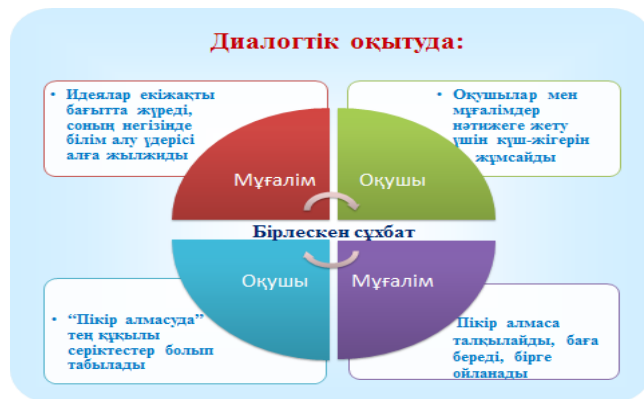 Диалогтік оқытуда:
• Идеялар екіжақты
бағытта жүреді,
соның негізінде
білім алу үдерісі
алға жылжиды
• Оқушылар мен
мұғалімдер
нәтижеге жету
үшін күш-жігерін
жұмсайды
Мұғалім
Оқушы
Бірлескен сұхбат
Оқушы
Мұғалім
• “Пікір алмасуда”
тең құқылы
серіктестер болып
табылады
Пікір алмаса
талқылайды, баға
береді, бірге
ойланады